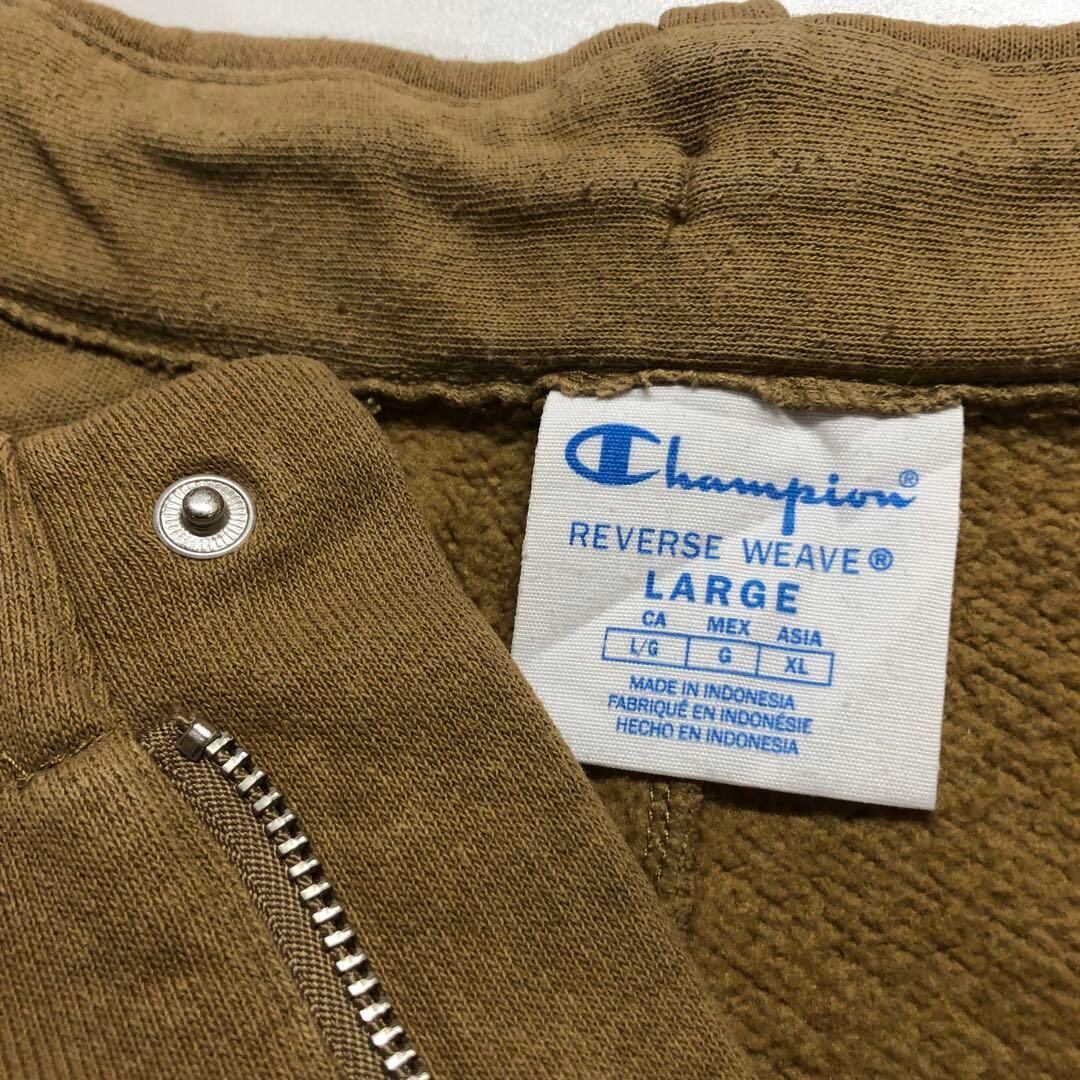 Champion®
REVERSE WEAVE®
LARGE
CA MEX ASIA
L/G G XL
MADE IN INDONESIA
FABRIQUÉ EN INDONÉSIE
HECHO EN INDONESIA